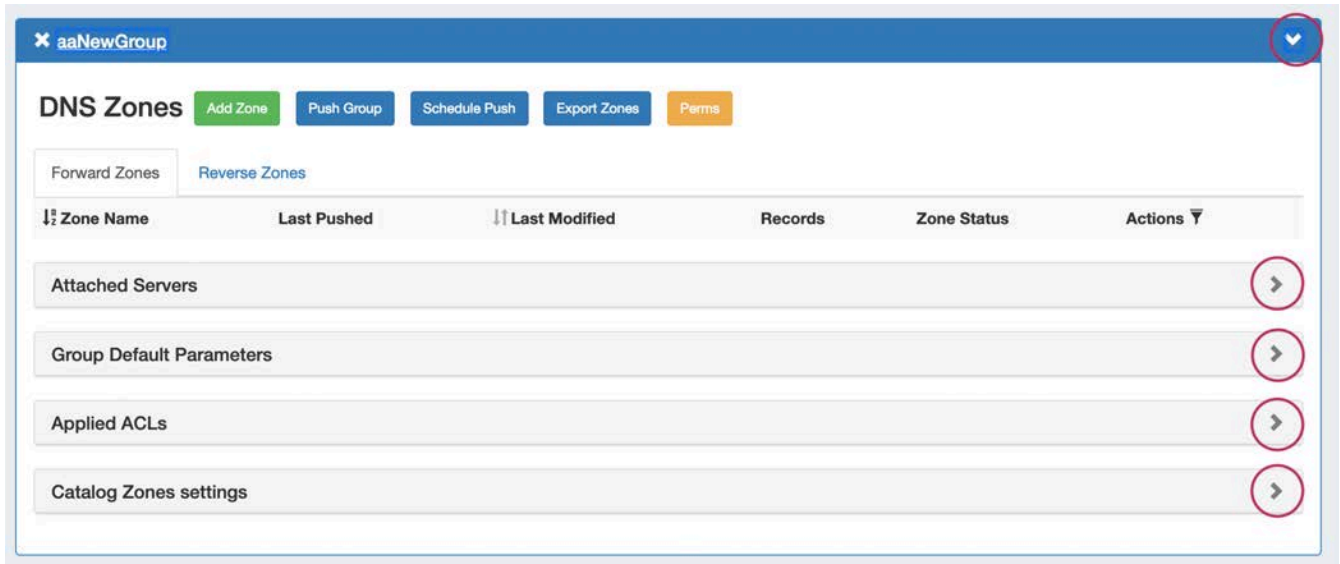 aaNewGroup
DNS Zones Add Zone Push Group Schedule Push Export Zones Perms
Forward Zones Reverse Zones
Zone Name Last Pushed Last Modified Records Zone Status Actions
Attached Servers
Group Default Parameters
Applied ACLs
Catalog Zones settings